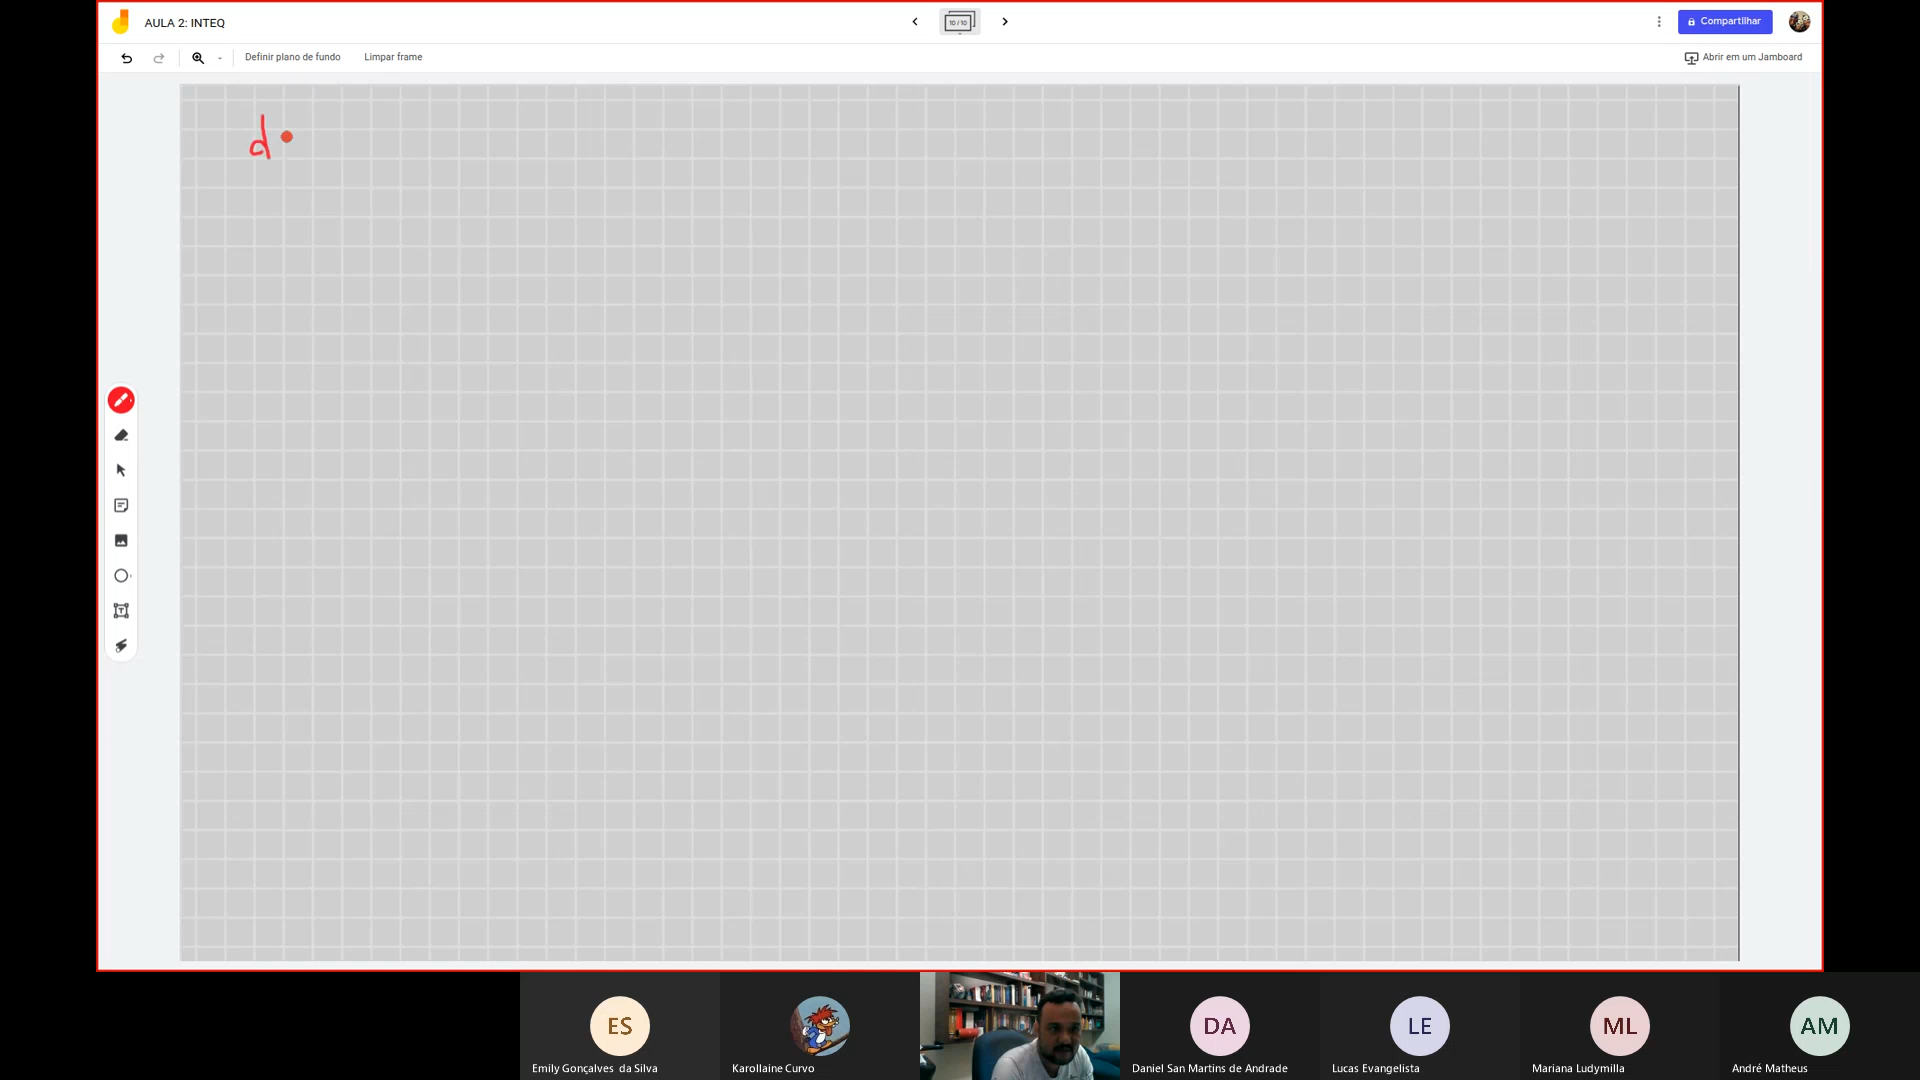 AULA 2: INTEQ
10 / 10
Compartilhar
Definir plano de fundo
Limpar frame
Abrir em um Jamboard
d
T
ES
DA
LE
ML
AM
Emily Gonçalves da Silva
Karollaine Curvo
Daniel San Martins de Andrade
Lucas Evangelista
Mariana Ludymilla
André Matheus